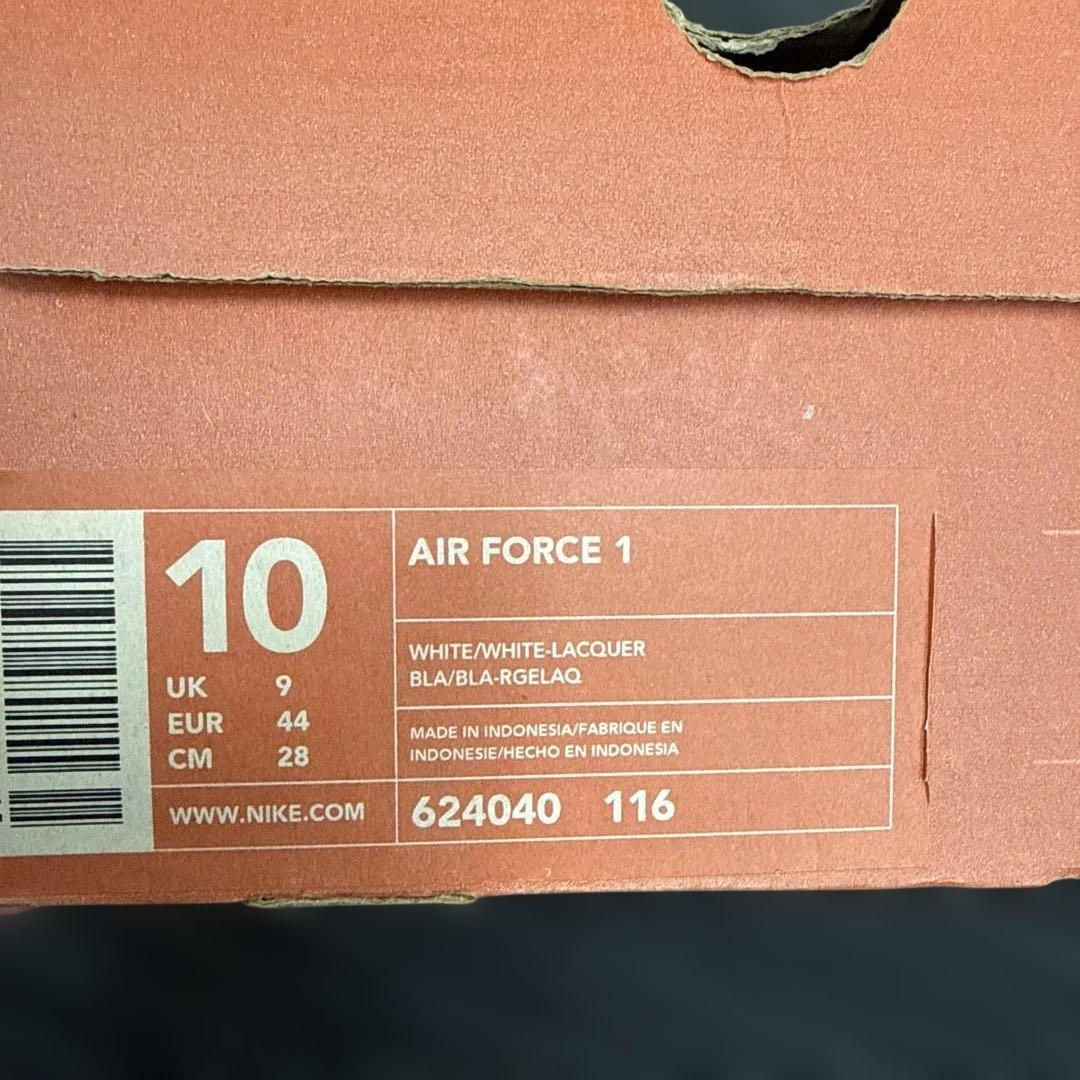 10
UK 9
EUR 44
CM 28
WWW.NIKE.COM
AIR FORCE 1
WHITE/WHITE-LACQUER
BLA/BLA-RGELAQ
MADE IN INDONESIA/FABRIQUE EN
INDONESIE/HECHO EN INDONESIA
624040 116